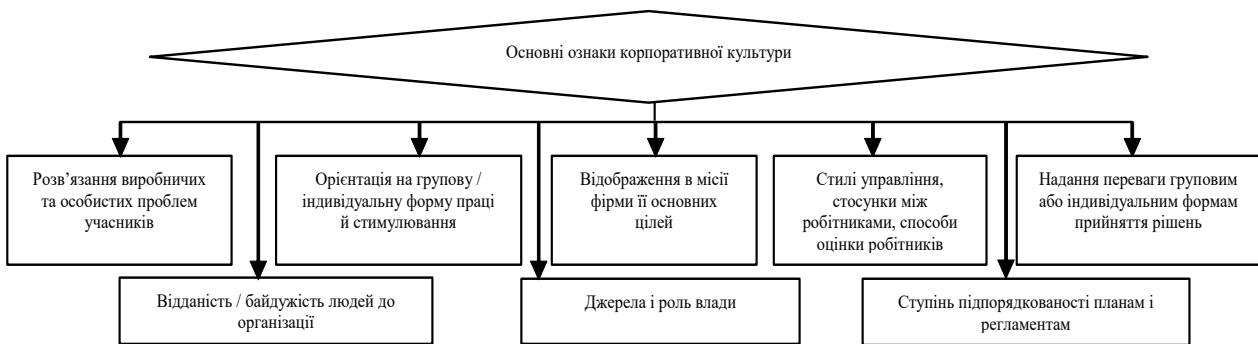 Основні ознаки корпоративної культури
Розв’язання виробничих
та особистих проблем
учасників
Орієнтація на групову /
індивідуальну форму праці
й стимулювання
Відображення в місії
фірми її основних
цілей
Стилі управління,
стосунки між
робітниками, способи
оцінки робітників
Надання переваги груповим
або індивідуальним формам
прийняття рішень
Відданість / байдужість людей до
організації
Джерела і роль влади
Ступінь підпорядкованості планам і
регламентам